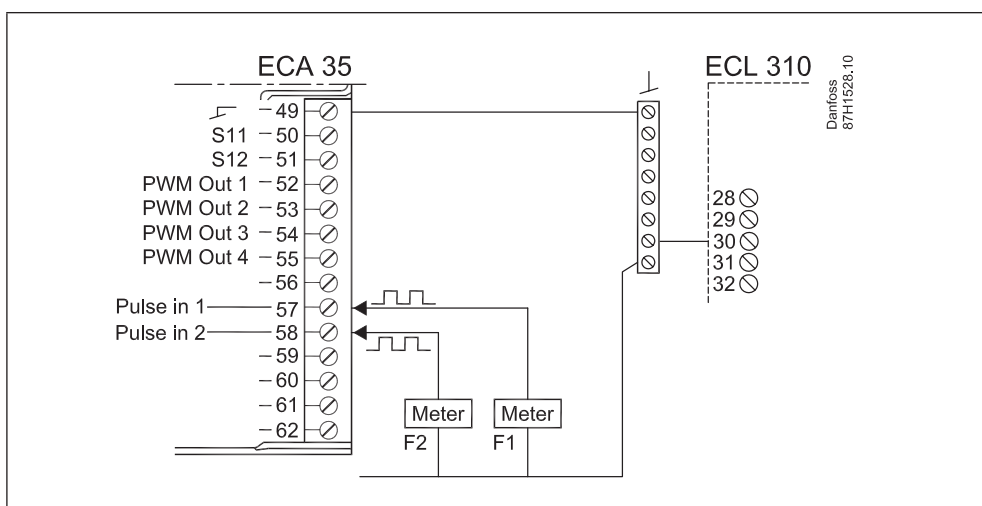 ECA 35
ECL 310
Danfoss
87H1528.10
49
S11 50
S12 51
PWM Out 1 52
PWM Out 2 53
PWM Out 3 54
PWM Out 4 55
56
Pulse in 1 57
Pulse in 2 58
59
60
61
62
28
29
30
31
32
Meter
F2
Meter
F1